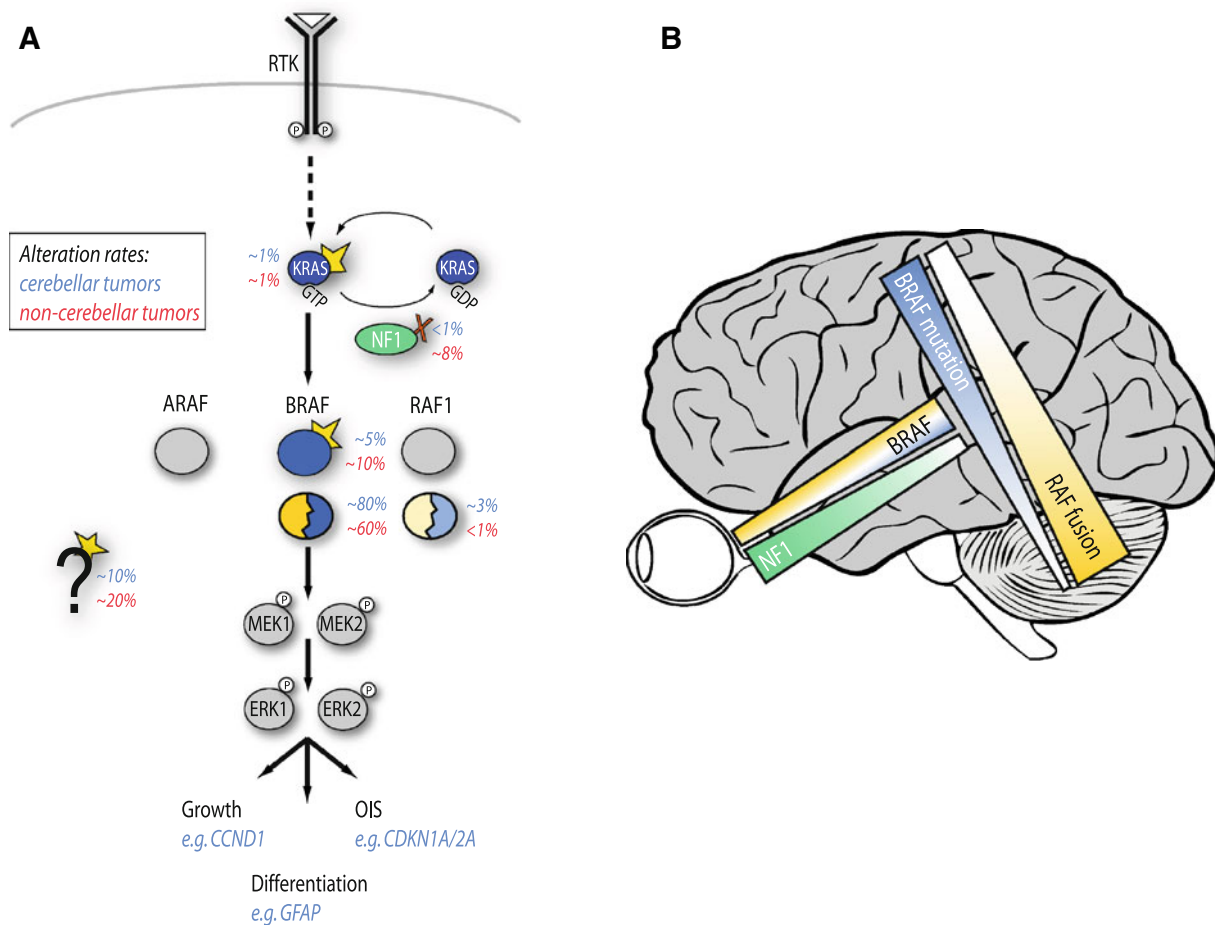 A
RTK
P P
Alteration rates:
cerebellar tumors
non-cerebellar tumors
~1%
~1%
KRAS
GTP
KRAS
GDP
NF1
<1%
~8%
ARAF
BRAF
RAF1
~5%
~10%
~80%
~60%
~3%
<1%
?
~10%
~20%
P
MEK1
P
MEK2
P
ERK1
P
ERK2
Growth
e.g. CCND1
OIS
e.g. CDKN1A/2A
Differentiation
e.g. GFAP
B
BRAF mutation
RAF fusion
BRAF
NF1